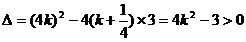 Δ = (4k)² − 4(k + 1/4) × 3 = 4k² − 3 > 0